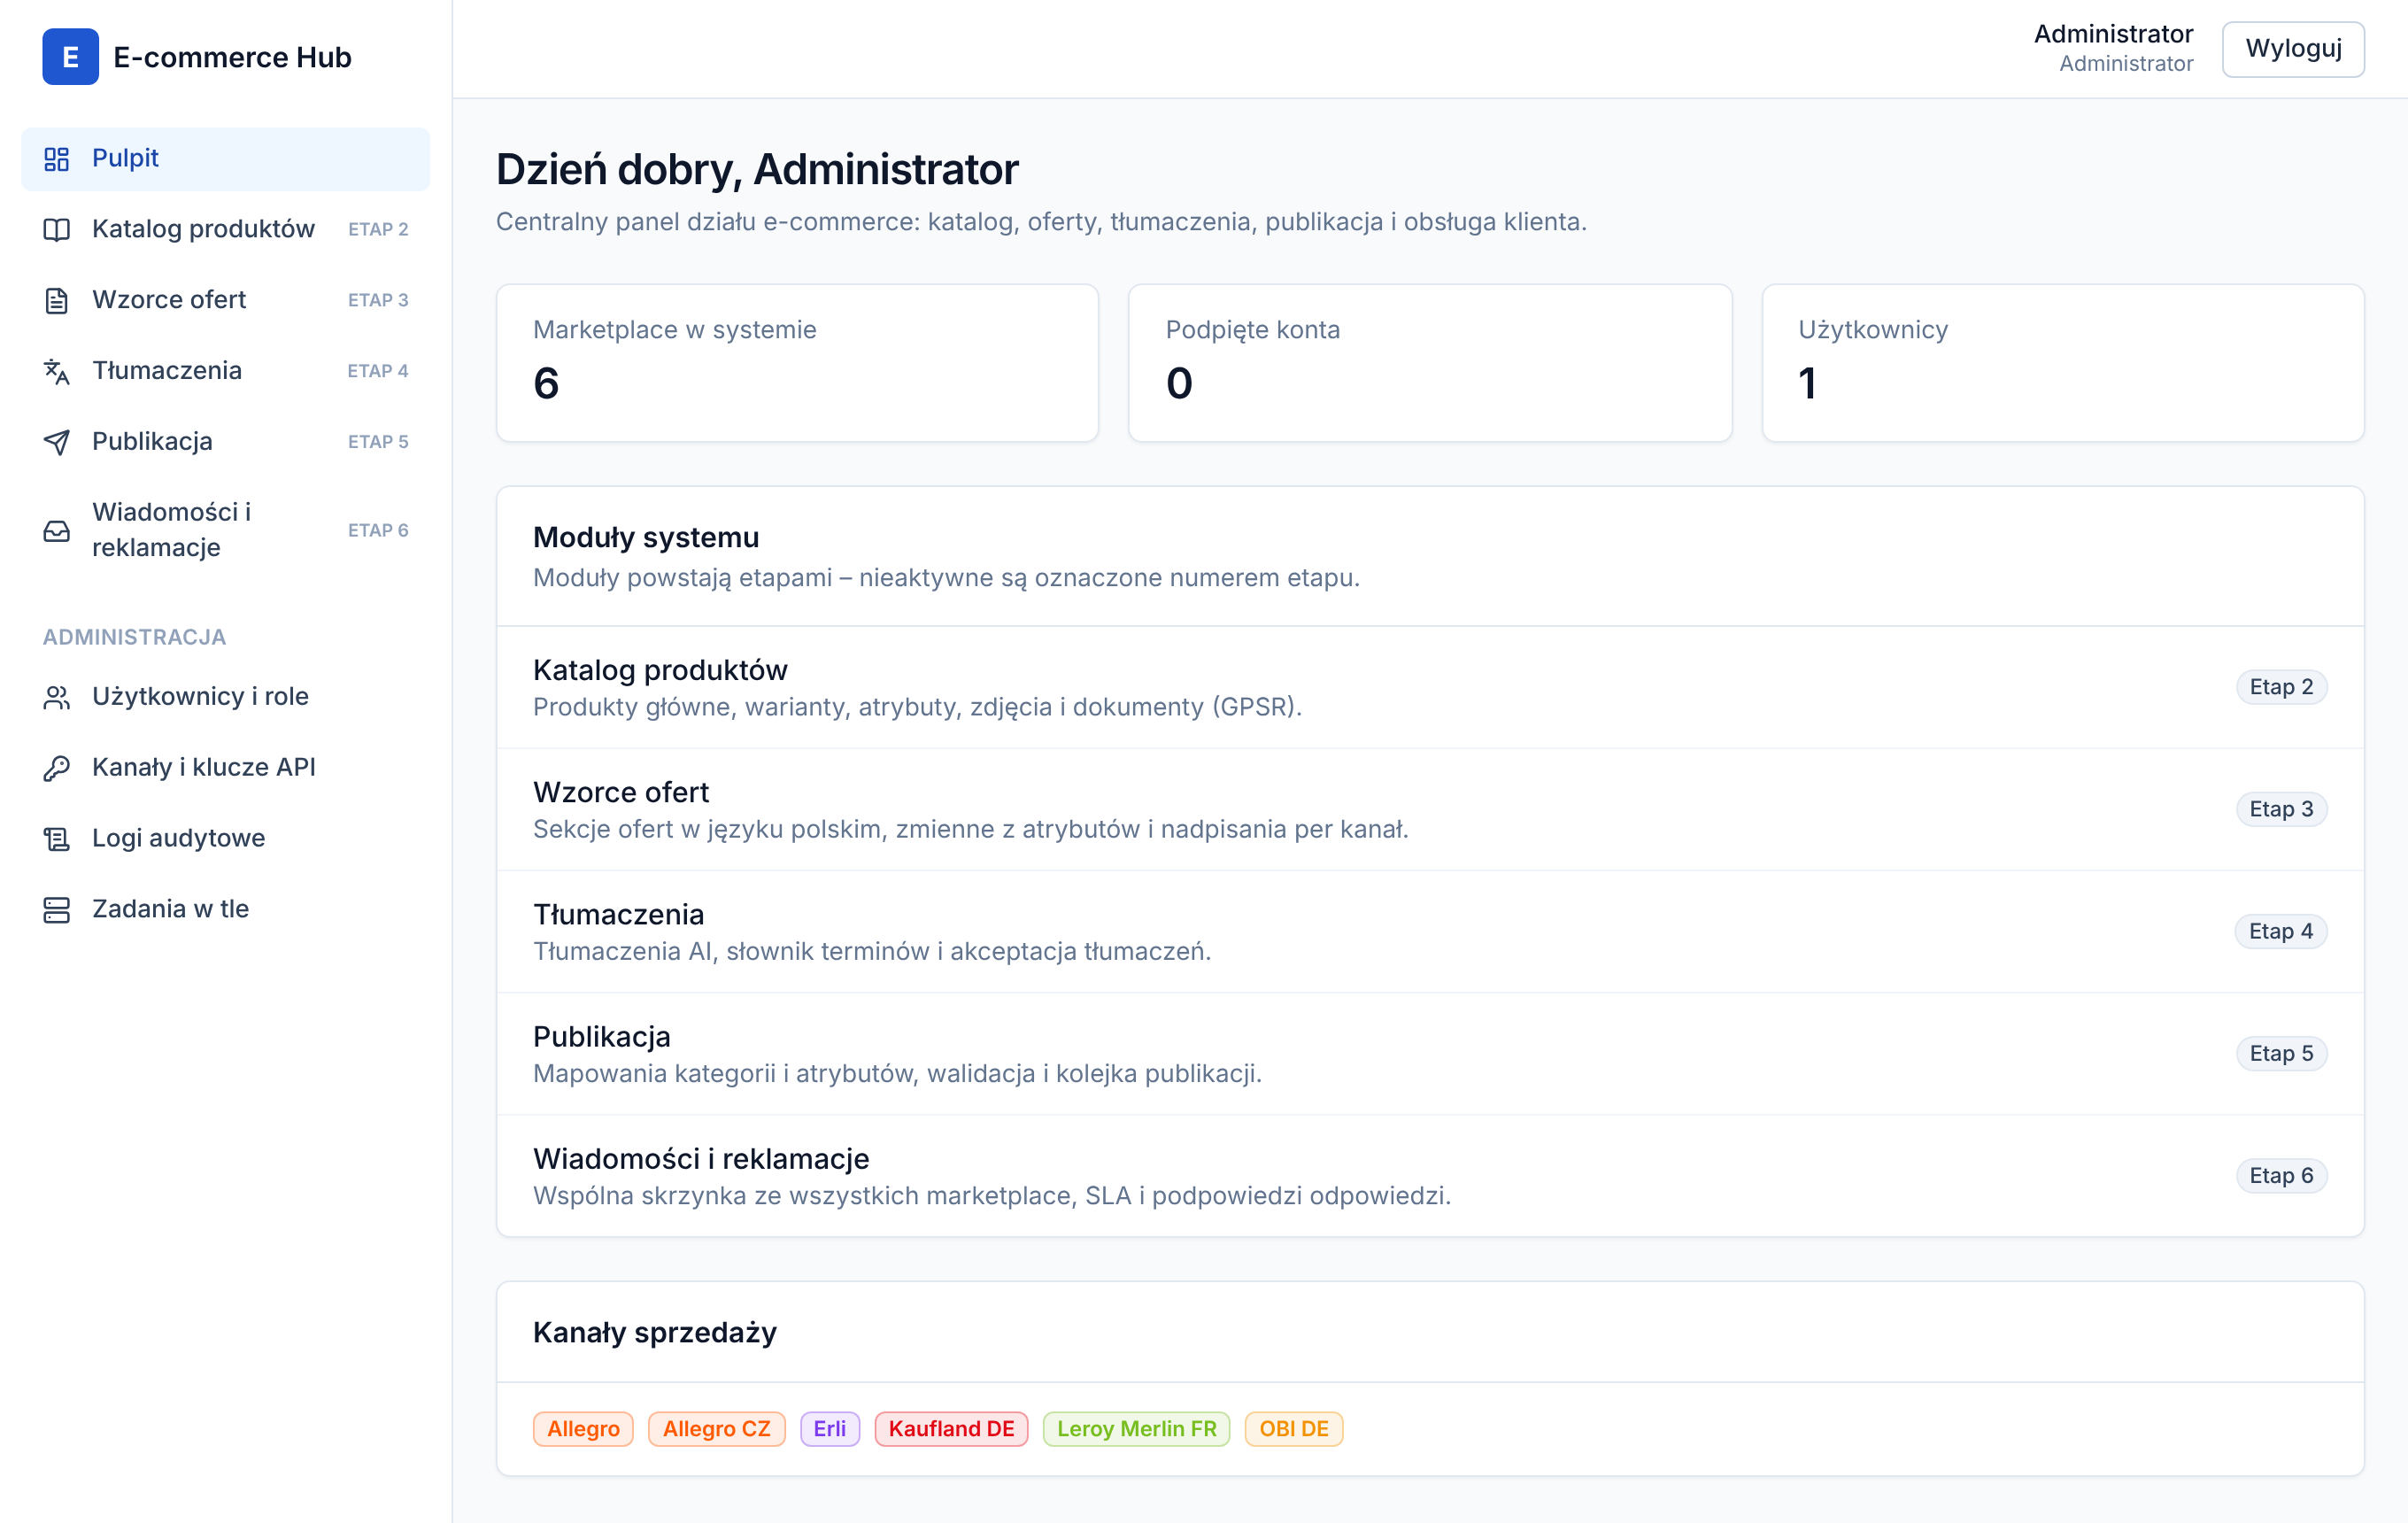 E E-commerce Hub
Administrator
Administrator
Wyloguj
Pulpit
Katalog produktów ETAP 2
Wzorce ofert ETAP 3
Tłumaczenia ETAP 4
Publikacja ETAP 5
Wiadomości i
reklamacje ETAP 6
ADMINISTRACJA
Użytkownicy i role
Kanały i klucze API
Logi audytowe
Zadania w tle
Dzień dobry, Administrator
Centralny panel działu e-commerce: katalog, oferty, tłumaczenia, publikacja i obsługa klienta.
Marketplace w systemie
6
Podpięte konta
0
Użytkownicy
1
Moduły systemu
Moduły powstają etapami – nieaktywne są oznaczone numerem etapu.
Katalog produktów
Produkty główne, warianty, atrybuty, zdjęcia i dokumenty (GPSR).
Etap 2
Wzorce ofert
Sekcje ofert w języku polskim, zmienne z atrybutów i nadpisania per kanał.
Etap 3
Tłumaczenia
Tłumaczenia AI, słownik terminów i akceptacja tłumaczeń.
Etap 4
Publikacja
Mapowania kategorii i atrybutów, walidacja i kolejka publikacji.
Etap 5
Wiadomości i reklamacje
Wspólna skrzynka ze wszystkich marketplace, SLA i podpowiedzi odpowiedzi.
Etap 6
Kanały sprzedaży
Allegro Allegro CZ Erli Kaufland DE Leroy Merlin FR OBI DE